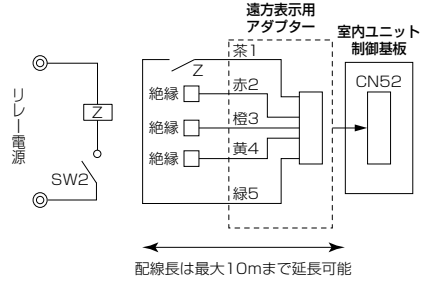 遠方表示用
アダプター
室内ユニット
制御基板
茶1
Z
CN52
絶縁
赤2
リレー電源
Z
絶縁
橙3
絶縁
黄4
SW2
緑5
配線長は最大10mまで延長可能